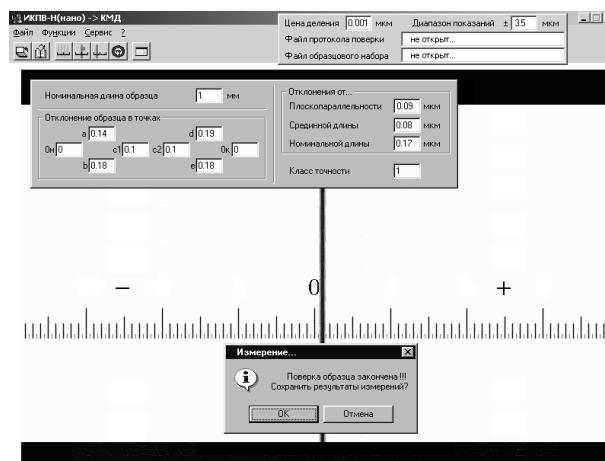 ИКПВ-Н(нано) -> КМД
Файл Функции Сервис ?
Цена деления 0.001 мкм Диапазон показаний ± 3.5 мкм
Файл протокола поверки не открыт...
Файл образцового набора не открыт...
Номинальная длина образца 1 мм
Отклонение образца в точках
a 0.14 d 0.19
0н 0 c1 0.1 c2 0.1 0к 0
b 0.18 e 0.18
Отклонения от...
Плоскопараллельности 0.09 мкм
Срединной длины 0.08 мкм
Номинальной длины 0.17 мкм
Класс точности 1
− 0 +
Измерение...
Поверка образца закончена !!!
Сохранить результаты измерений?
OK Отмена